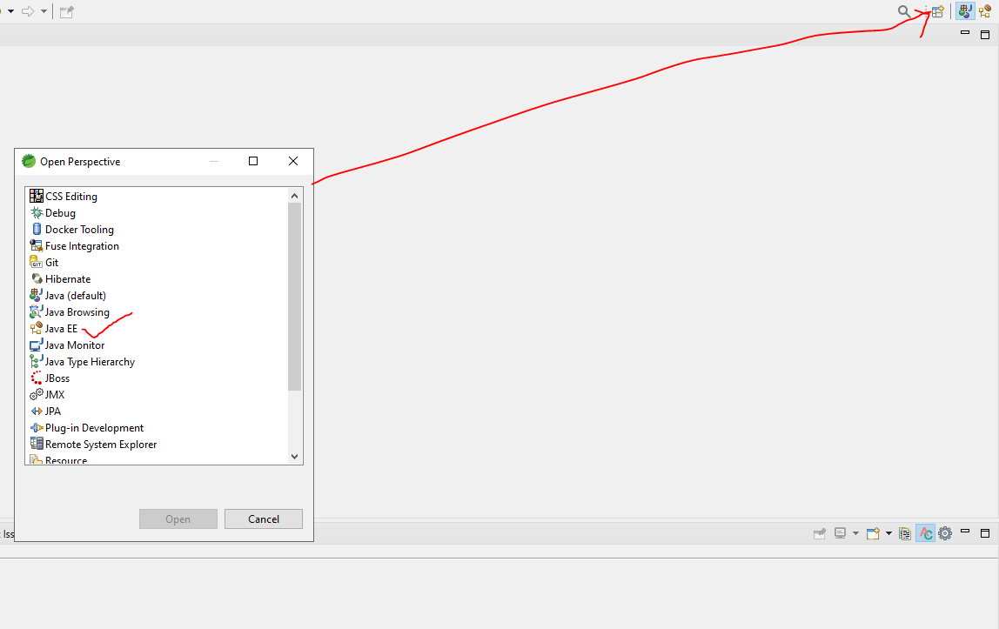 Open Perspective
CSS Editing
Debug
Docker Tooling
Fuse Integration
Git
Hibernate
Java (default)
Java Browsing
Java EE
Java Monitor
Java Type Hierarchy
JBoss
JMX
JPA
Plug-in Development
Remote System Explorer
Resource
Open
Cancel
Iss